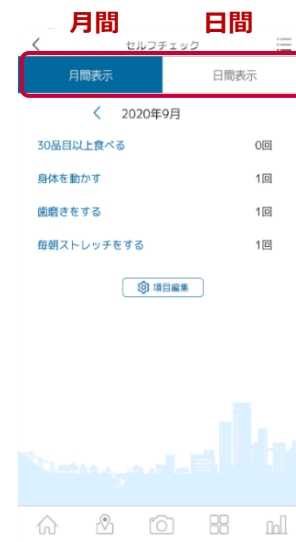 月間 日間
セルフチェック
月間表示 日間表示
2020年9月
30品目以上食べる 0回
身体を動かす 1回
歯磨きをする 1回
毎朝ストレッチをする 1回
項目編集